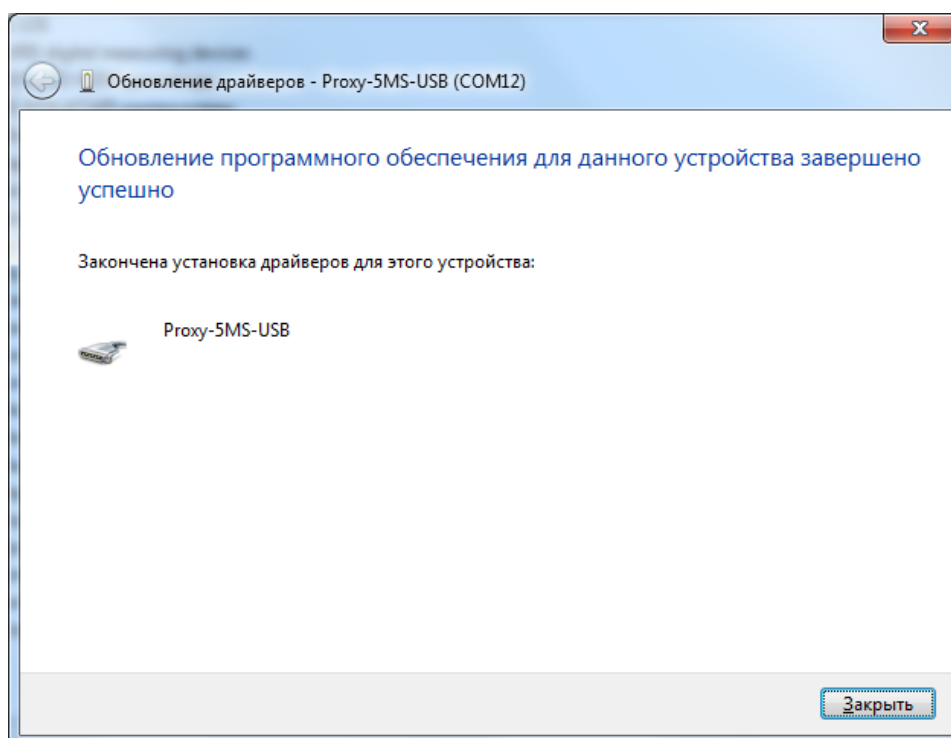 Обновление драйверов - Proxy-5MS-USB (COM12)
Обновление программного обеспечения для данного устройства завершено
успешно
Закончена установка драйверов для этого устройства:
Proxy-5MS-USB
Закрыть